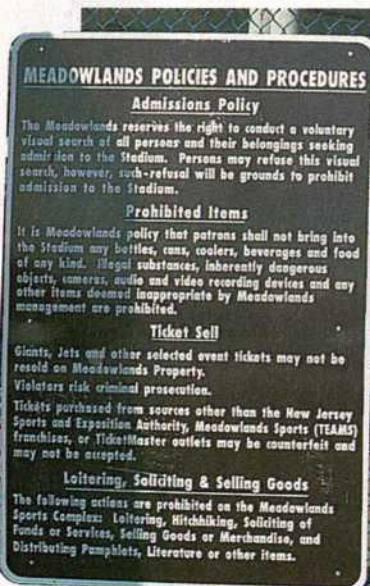 MEADOWLANDS POLICIES AND PROCEDURES
Admissions Policy
The Meadowlands reserves the right to conduct a voluntary
visual search of all persons and their belongings seeking
admission to the Stadium. Persons may refuse this visual
search, however, such refusal will be grounds to prohibit
admission to the Stadium.
Prohibited Items
It is Meadowlands policy that patrons shall not bring into
the Stadium any bottles, cans, coolers, beverages and food
of any kind. Illegal substances, inherently dangerous
objects, cameras, audio and video recording devices and any
other items deemed inappropriate by Meadowlands
management are prohibited.
Ticket Sell
Giants, Jets and other selected event tickets may not be
resold on Meadowlands Property.
Violators risk criminal prosecution.
Tickets purchased from sources other than the New Jersey
Sports and Exposition Authority, Meadowlands Sports (TEAMS)
franchises, or TicketMaster outlets may be counterfeit and
may not be accepted.
Loitering, Soliciting & Selling Goods
The following actions are prohibited on the Meadowlands
Sports Complex: Loitering, Hitchhiking, Soliciting of
Funds or Services, Selling Goods or Merchandise, and
Distributing Pamphlets, Literature or other items.